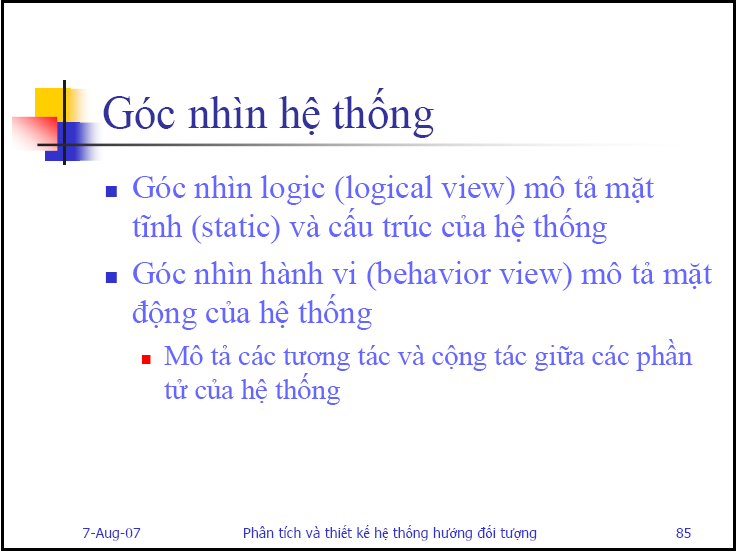 Góc nhìn hệ thống
Góc nhìn logic (logical view) mô tả mặt
tĩnh (static) và cấu trúc của hệ thống
Góc nhìn hành vi (behavior view) mô tả mặt
động của hệ thống
Mô tả các tương tác và cộng tác giữa các phần
tử của hệ thống
7-Aug-07 Phân tích và thiết kế hệ thống hướng đối tượng 85